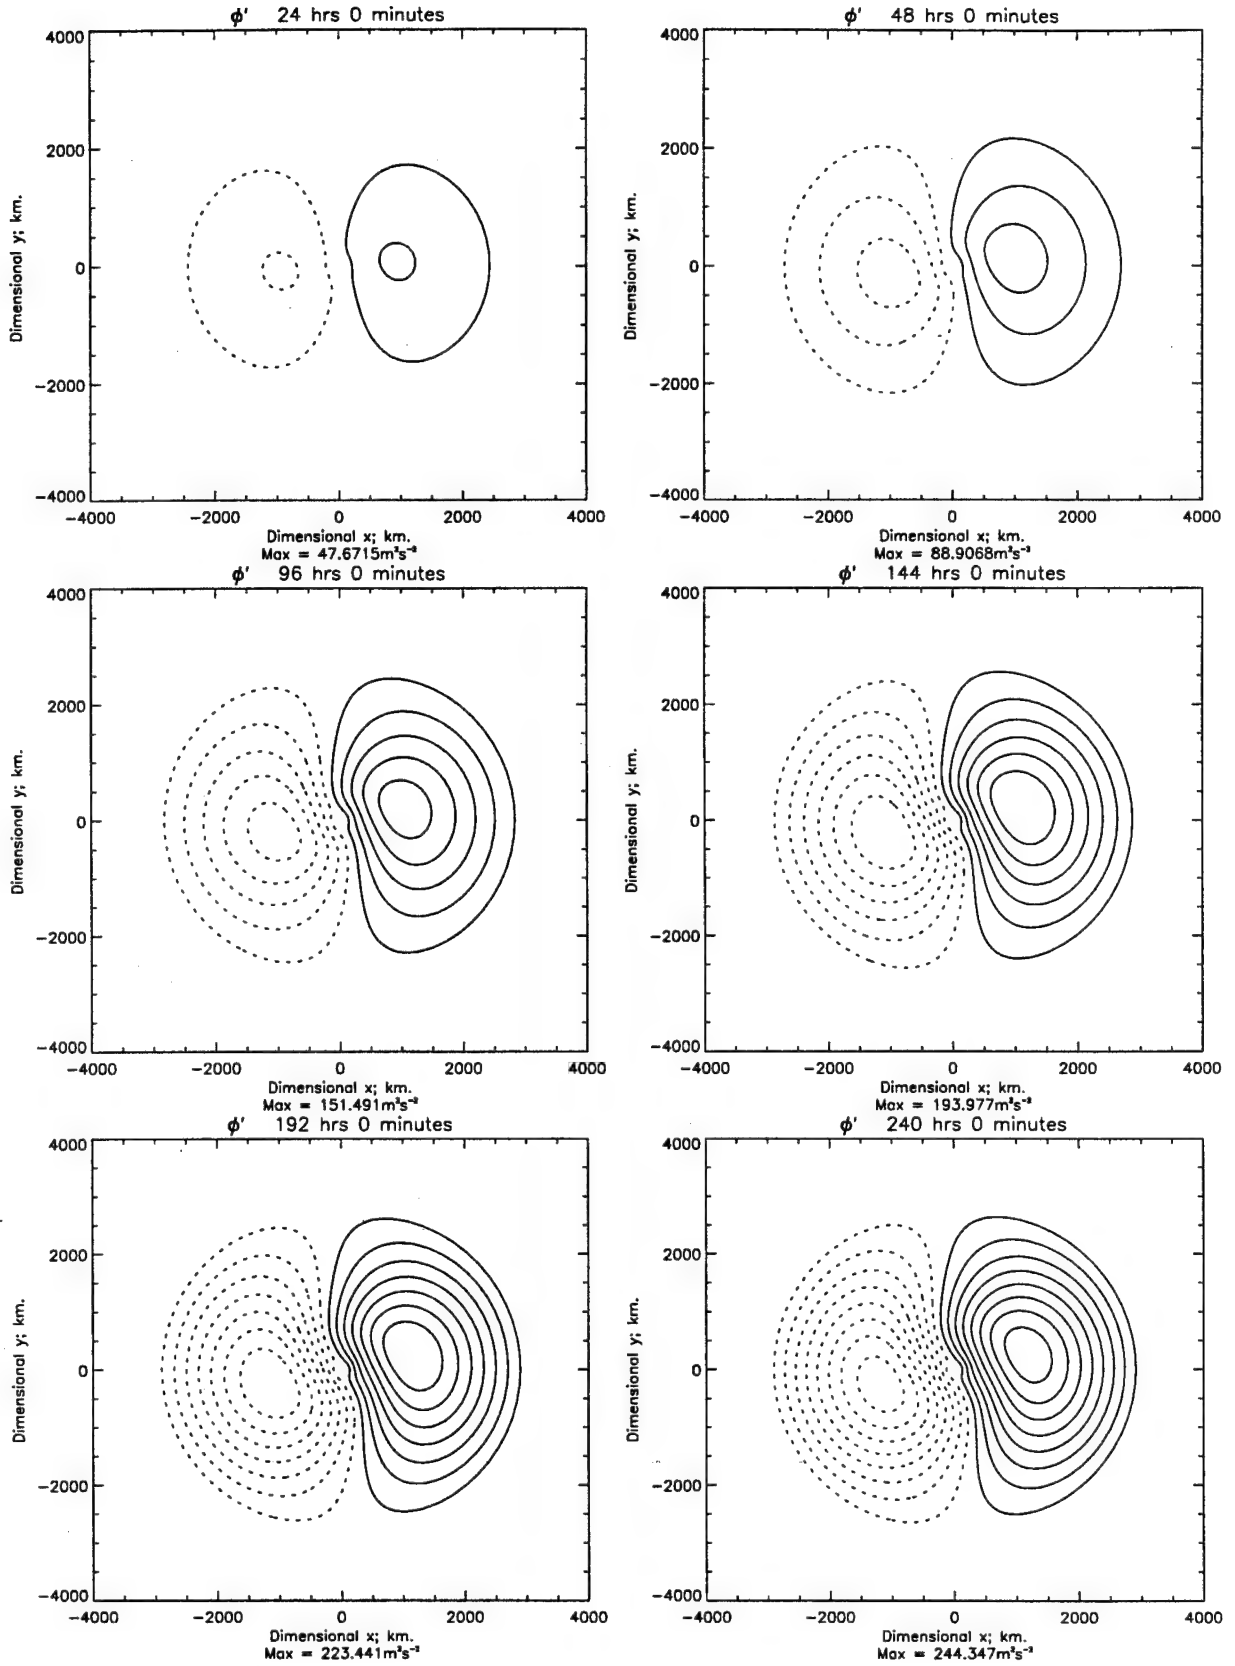 ϕ' 24 hrs 0 minutes
4000
2000
0
−2000
−4000
Dimensional y; km.
−4000 −2000 0 2000 4000
Dimensional x; km.
Max = 47.6715m²s⁻²
ϕ' 48 hrs 0 minutes
4000
2000
0
−2000
−4000
Dimensional y; km.
−4000 −2000 0 2000 4000
Dimensional x; km.
Max = 88.9068m²s⁻²
ϕ' 96 hrs 0 minutes
4000
2000
0
−2000
−4000
Dimensional y; km.
−4000 −2000 0 2000 4000
Dimensional x; km.
Max = 151.491m²s⁻²
ϕ' 144 hrs 0 minutes
4000
2000
0
−2000
−4000
Dimensional y; km.
−4000 −2000 0 2000 4000
Dimensional x; km.
Max = 193.977m²s⁻²
ϕ' 192 hrs 0 minutes
4000
2000
0
−2000
−4000
Dimensional y; km.
−4000 −2000 0 2000 4000
Dimensional x; km.
Max = 223.441m²s⁻²
ϕ' 240 hrs 0 minutes
4000
2000
0
−2000
−4000
Dimensional y; km.
−4000 −2000 0 2000 4000
Dimensional x; km.
Max = 244.347m²s⁻²